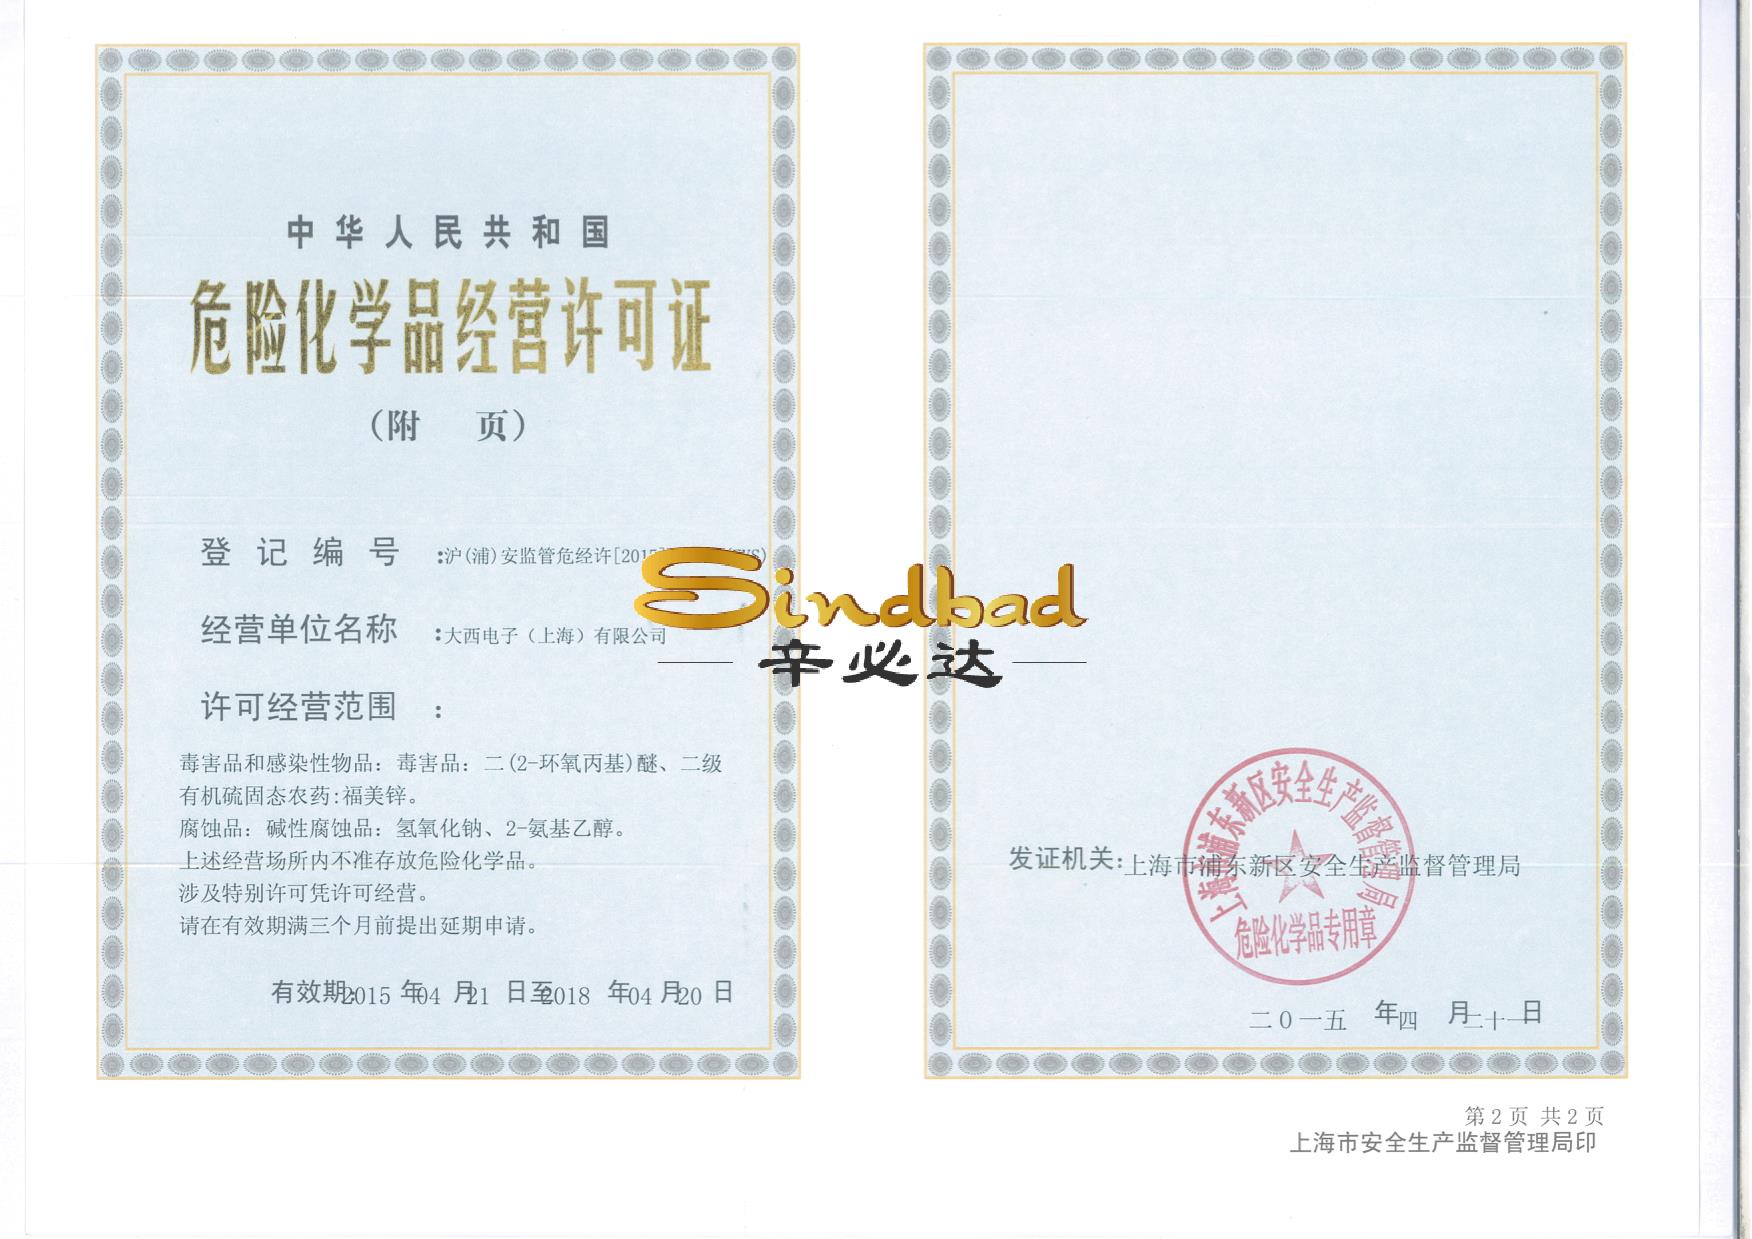 中华人民共和国
危险化学品经营许可证
（附 页）
登记编号 :沪(浦)安监管危经许[201
经营单位名称 :大西电子（上海）有限公司
许可经营范围 :
毒害品和感染性物品：毒害品：二(2-环氧丙基)醚、二级
有机硫固态农药:福美锌。
腐蚀品：碱性腐蚀品：氢氧化钠、2-氨基乙醇。
上述经营场所内不准存放危险化学品。
涉及特别许可凭许可经营。
请在有效期满三个月前提出延期申请。
有效期:2015 年04 月21 日至2018 年04 月20 日
Sindbad
辛必达
上海市浦东新区安全生产监督管理局
危险化学品专用章
发证机关:上海市浦东新区安全生产监督管理局
二0一五 年四 月二十一日
第2页 共2页
上海市安全生产监督管理局印